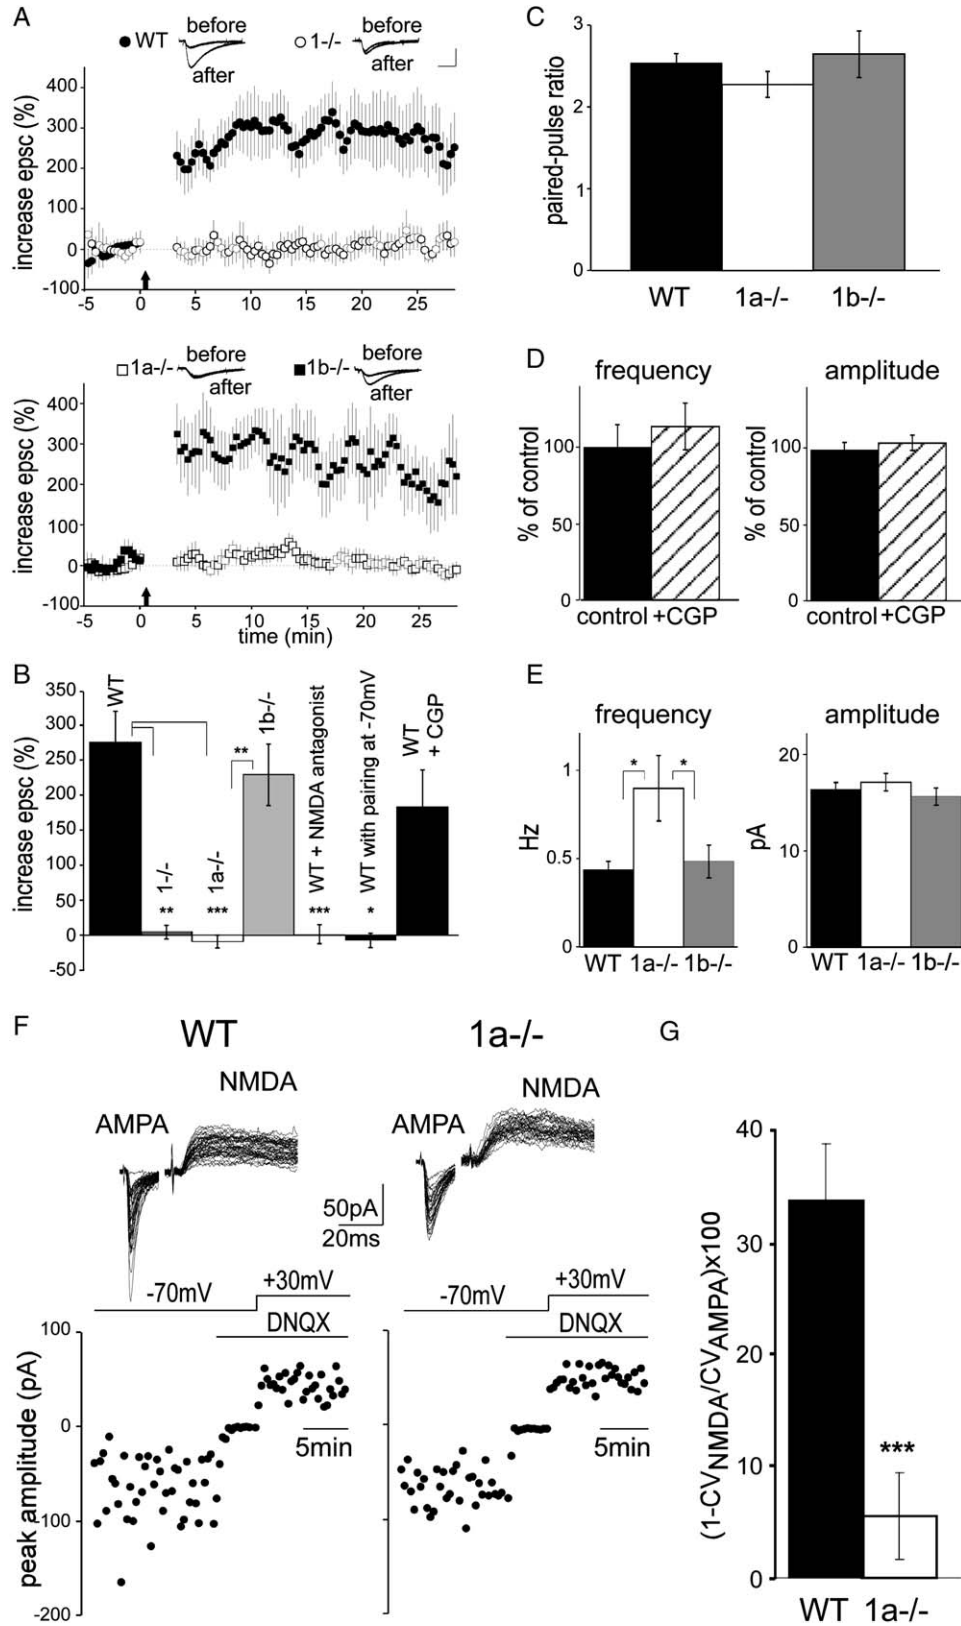 A
WT
before
after
1-/-
before
after
increase epsc (%)
400
300
200
100
0
-100
-5 0 5 10 15 20 25
1a-/-
before
after
1b-/-
before
after
increase epsc (%)
400
300
200
100
0
-100
-5 0 5 10 15 20 25
time (min)
B
increase epsc (%)
350
300
250
200
150
100
50
0
-50
WT
1-/-
**
1a-/-
***
**
1b-/-
WT + NMDA antagonist
***
WT with pairing at -70mV
*
WT
+ CGP
C
paired-pulse ratio
3
2
1
0
WT 1a-/- 1b-/-
D
frequency
% of control
100
50
0
control +CGP
amplitude
% of control
100
50
0
control +CGP
E
frequency
Hz
1
0.5
0
* *
WT 1a-/- 1b-/-
amplitude
pA
20
10
0
WT 1a-/- 1b-/-
F
WT
NMDA
AMPA
1a-/-
NMDA
AMPA
50pA
20ms
-70mV
+30mV
DNQX
5min
-70mV
+30mV
DNQX
5min
peak amplitude (pA)
100
0
-100
-200
G
(1-CVNMDA/CVAMPA)x100
40
30
20
10
0
***
WT 1a-/-